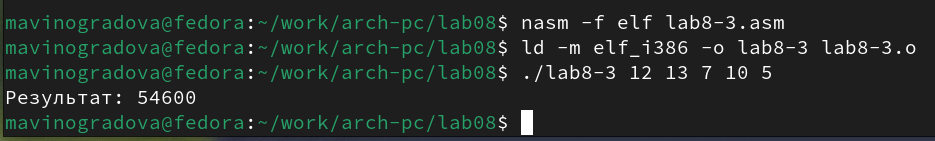 mavinogradova@fedora:~/work/arch-pc/lab08$ nasm -f elf lab8-3.asm
mavinogradova@fedora:~/work/arch-pc/lab08$ ld -m elf_i386 -o lab8-3 lab8-3.o
mavinogradova@fedora:~/work/arch-pc/lab08$ ./lab8-3 12 13 7 10 5
Результат: 54600
mavinogradova@fedora:~/work/arch-pc/lab08$